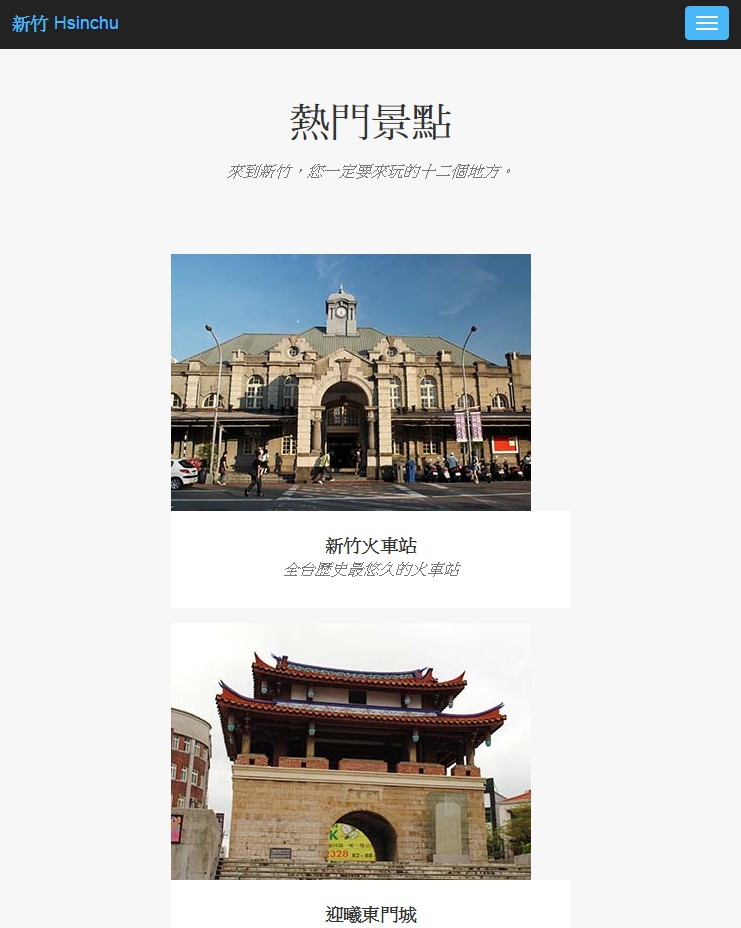 新竹 Hsinchu
熱門景點
來到新竹，您一定要來玩的十二個地方。
新竹火車站
全台歷史最悠久的火車站
2328
迎曦東門城